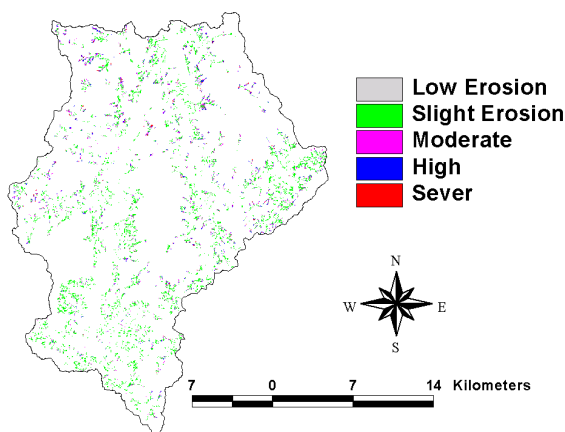 Low Erosion
Slight Erosion
Moderate
High
Sever
N
W E
S
7 0 7 14 Kilometers